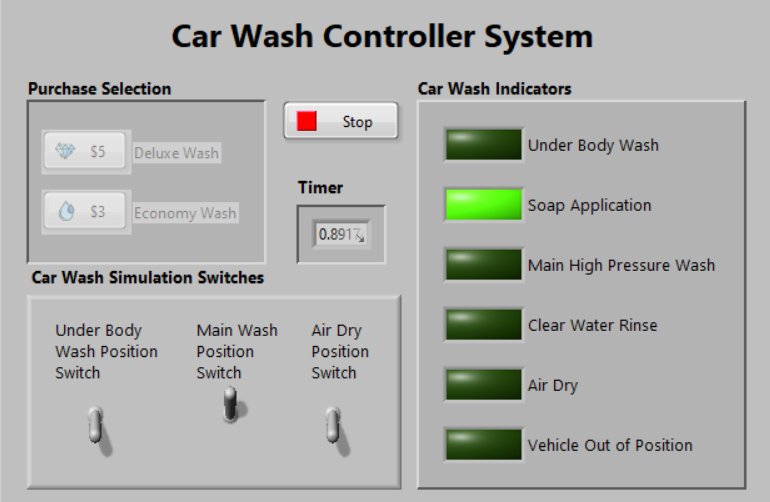 Car Wash Controller System
Purchase Selection
$5
Deluxe Wash
$3
Economy Wash
Stop
Timer
0.8917
Car Wash Simulation Switches
Under Body
Wash Position
Switch
Main Wash
Position
Switch
Air Dry
Position
Switch
Car Wash Indicators
Under Body Wash
Soap Application
Main High Pressure Wash
Clear Water Rinse
Air Dry
Vehicle Out of Position